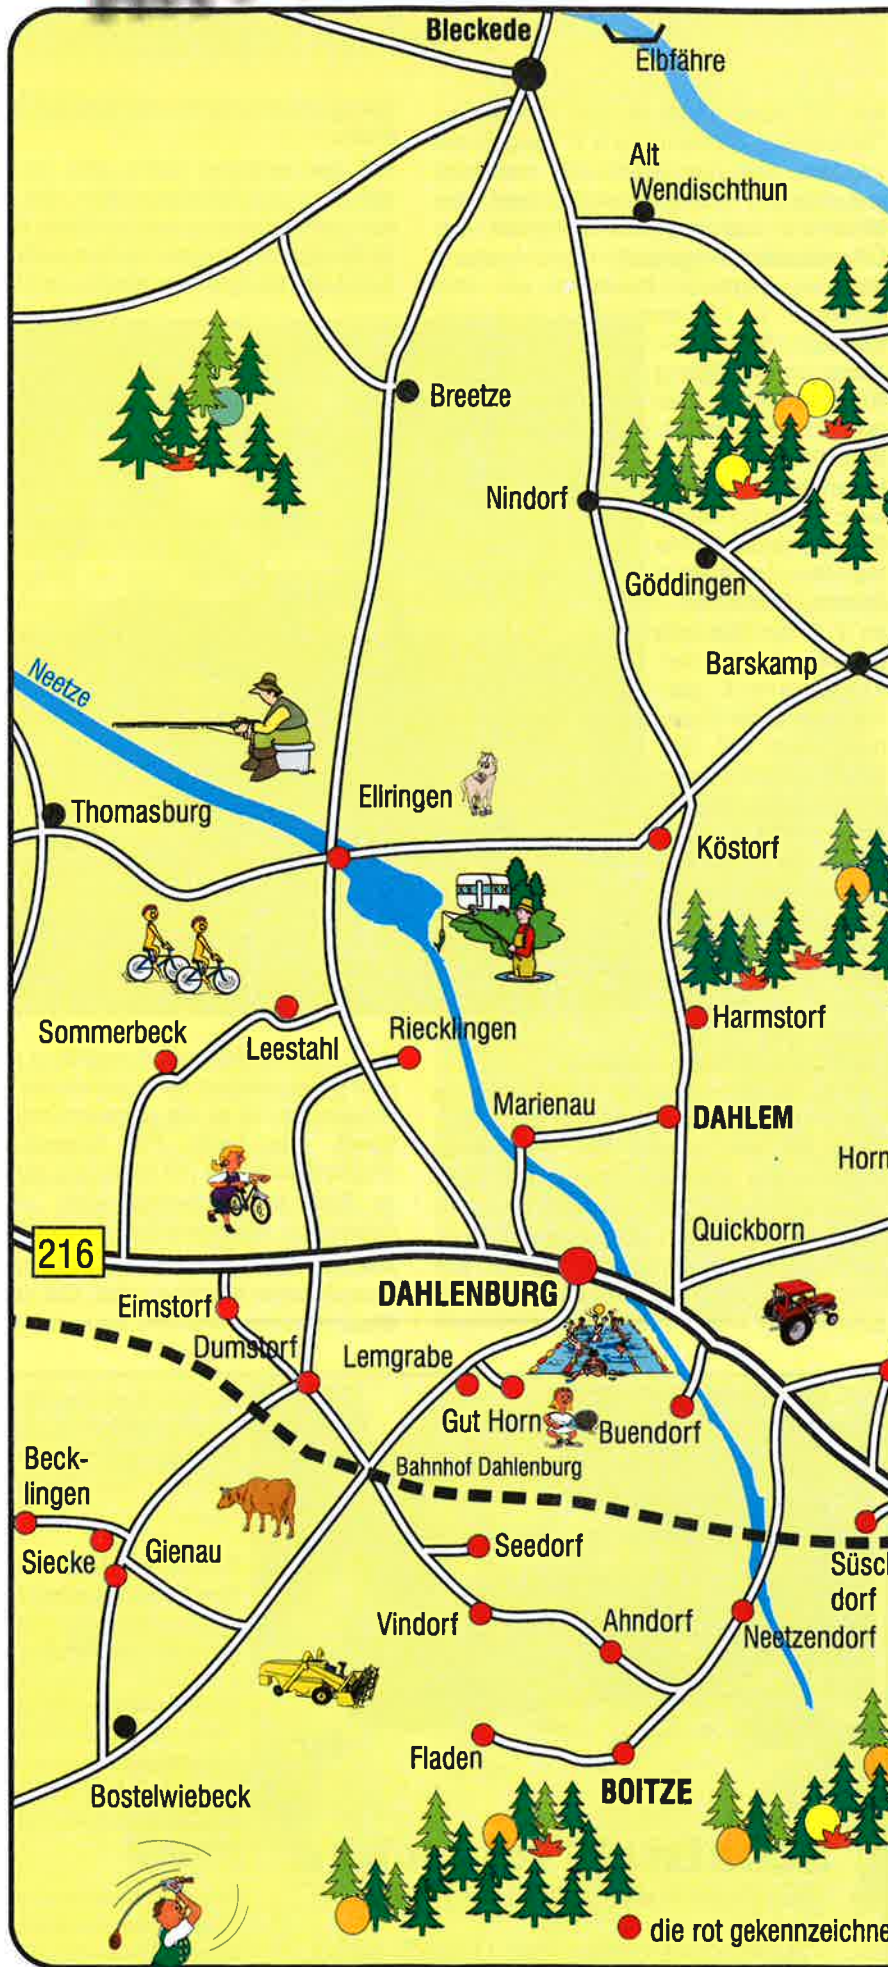 Bleckede
Elbfähre
Alt
Wendischthun
Breetze
Nindorf
Göddingen
Barskamp
Neetze
Ellringen
Thomasburg
Köstorf
Harmstorf
Sommerbeck
Leestahl
Riecklingen
Marienau
DAHLEM
Horn
Quickborn
216
DAHLENBURG
Eimstorf
Dumstorf
Lemgrabe
Gut Horn
Buendorf
Bahnhof Dahlenburg
Beck-
lingen
Siecke
Gienau
Seedorf
Süsch
dorf
Vindorf
Ahndorf
Neetzendorf
Fladen
BOITZE
Bostelwiebeck
die rot gekennzeichne